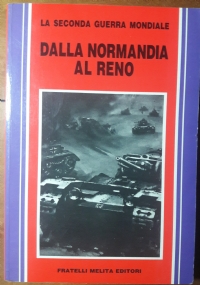 LA SECONDA GUERRA MONDIALE
DALLA NORMANDIA
AL RENO
FRATELLI MELITA EDITORI